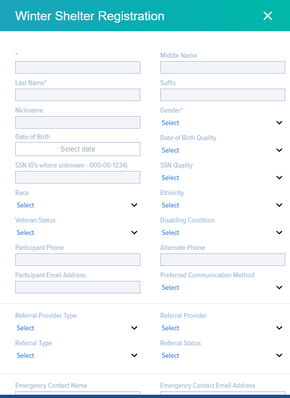 Winter Shelter Registration
*
Middle Name
Last Name*
Suffix
Nickname
Gender*
Select
Date of Birth
Select date
Date of Birth Quality
Select
SSN (0's where unknown - 000-00-1234)
SSN Quality
Select
Race
Select
Ethnicity
Select
Veteran Status
Select
Disabling Condition
Select
Participant Phone
Alternate Phone
Participant Email Address
Preferred Communication Method
Select
Referral Provider Type
Select
Referral Provider
Select
Referral Type
Select
Referral Status
Select
Emergency Contact Name
Emergency Contact Email Address